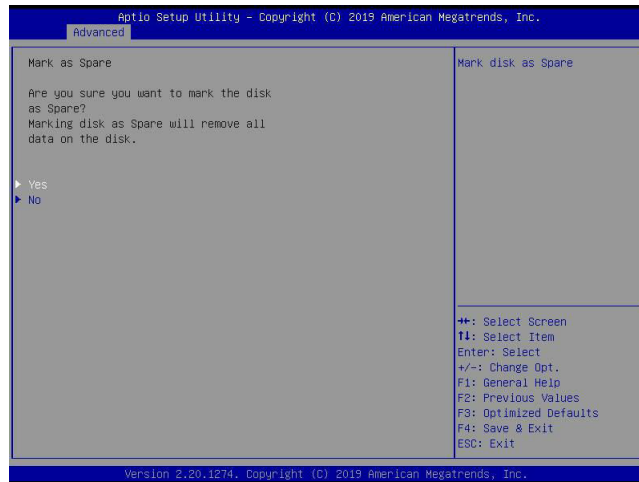 Aptio Setup Utility – Copyright (C) 2019 American Megatrends, Inc.
Advanced
Mark as Spare
Are you sure you want to mark the disk
as Spare?
Marking disk as Spare will remove all
data on the disk.
Yes
No
Mark disk as Spare
→←: Select Screen
↑↓: Select Item
Enter: Select
+/-: Change Opt.
F1: General Help
F2: Previous Values
F3: Optimized Defaults
F4: Save & Exit
ESC: Exit
Version 2.20.1274. Copyright (C) 2019 American Megatrends, Inc.